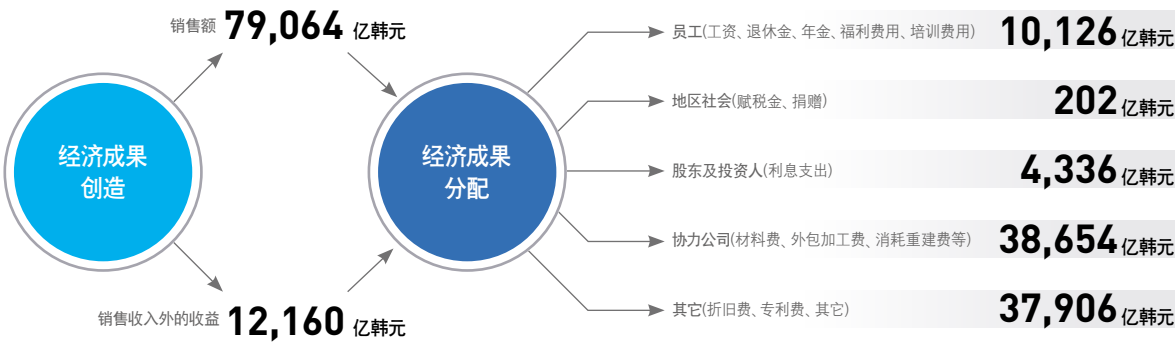 销售额 79,064 亿韩元
经济成果
创造
销售收入外的收益 12,160 亿韩元
经济成果
分配
员工(工资、退休金、年金、福利费用、培训费用) 10,126 亿韩元
地区社会(赋税金、捐赠) 202 亿韩元
股东及投资人(利息支出) 4,336 亿韩元
协力公司(材料费、外包加工费、消耗重建费等) 38,654 亿韩元
其它(折旧费、专利费、其它) 37,906 亿韩元